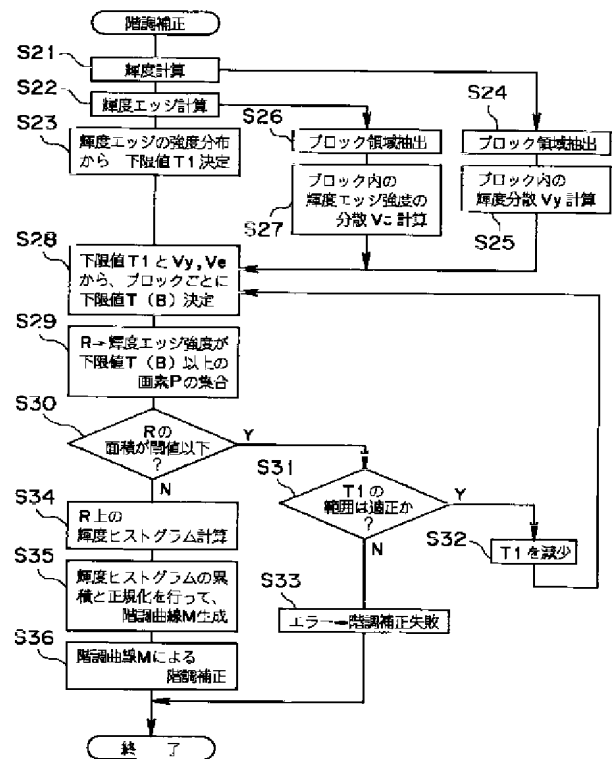 階調補正
S21
輝度計算
S22
輝度エッジ計算
S23
輝度エッジの強度分布
から 下限値T1決定
S26
ブロック領域抽出
S24
ブロック領域抽出
ブロック内の
輝度エッジ強度の
分散Ve計算
S27
ブロック内の
輝度分散Vy計算
S25
S28
下限値T1とVy,Ve
から、ブロックごとに
下限値T(B)決定
S29
R→輝度エッジ強度が
下限値T(B)以上の
画素Pの集合
S30
Rの
面積が閾値以下
?
Y
N
S31
T1の
範囲は適正か
?
Y
N
S32
T1を減少
S33
エラー→階調補正失敗
S34
R上の
輝度ヒストグラム計算
S35
輝度ヒストグラムの累
積と正規化を行って、
階調曲線M生成
S36
階調曲線Mによる
階調補正
終 了